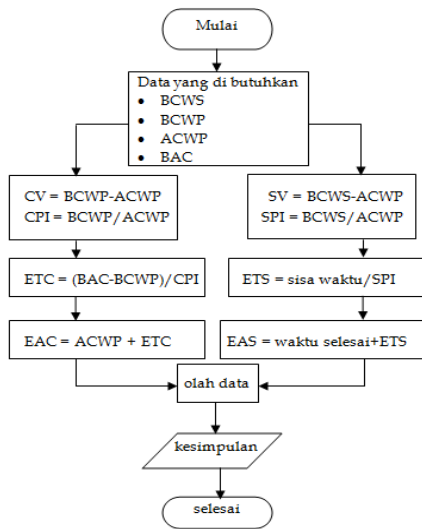 Mulai
Data yang di butuhkan
• BCWS
• BCWP
• ACWP
• BAC
CV = BCWP-ACWP
CPI = BCWP/ACWP
SV = BCWS-ACWP
SPI = BCWS/ACWP
ETC = (BAC-BCWP)/CPI
ETS = sisa waktu/SPI
EAC = ACWP + ETC
EAS = waktu selesai+ETS
olah data
kesimpulan
selesai